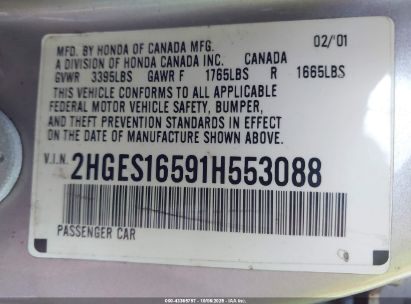 MFD. BY HONDA OF CANADA MFG. 02/'01
A DIVISION OF HONDA CANADA INC. CANADA
GVWR 3395LBS GAWR F 1765LBS R 1665LBS
THIS VEHICLE CONFORMS TO ALL APPLICABLE
FEDERAL MOTOR VEHICLE SAFETY, BUMPER,
AND THEFT PREVENTION STANDARDS IN EFFECT ON
THE DATE OF MANUFACTURE SHOWN ABOVE.
V.I.N. 2HGES16591H553088
PASSENGER CAR